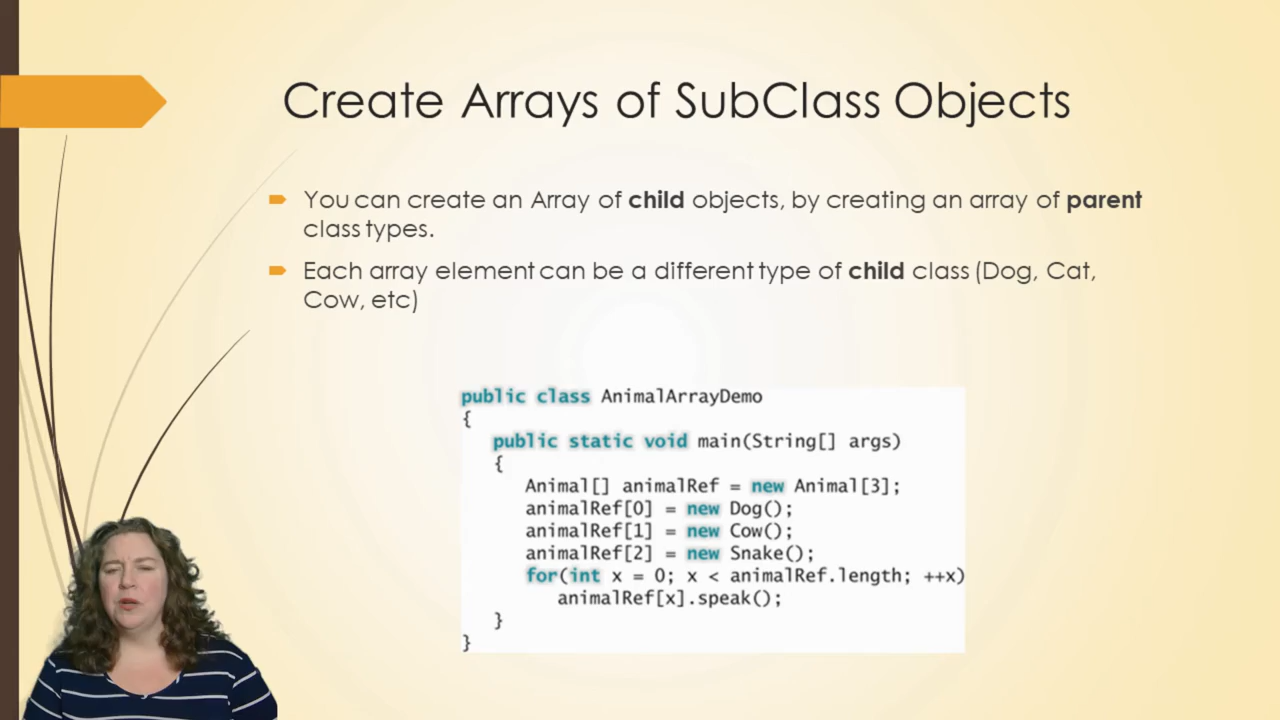 Create Arrays of SubClass Objects
You can create an Array of child objects, by creating an array of parent
class types.
Each array element can be a different type of child class (Dog, Cat,
Cow, etc)
public class AnimalArrayDemo
{
public static void main(String[] args)
{
Animal[] animalRef = new Animal[3];
animalRef[0] = new Dog();
animalRef[1] = new Cow();
animalRef[2] = new Snake();
for(int x = 0; x < animalRef.length; ++x)
animalRef[x].speak();
}
}